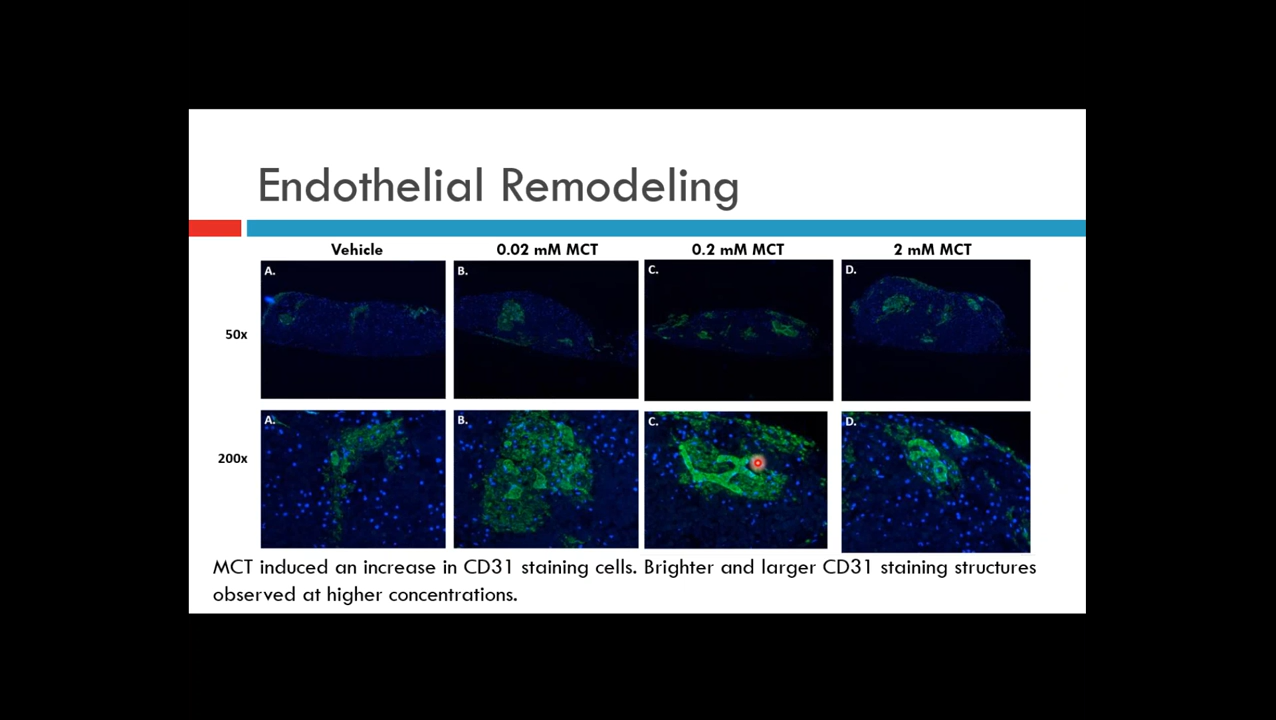 Endothelial Remodeling
Vehicle 0.02 mM MCT 0.2 mM MCT 2 mM MCT
A. B. C. D.
50x
A. B. C. D.
200x
MCT induced an increase in CD31 staining cells. Brighter and larger CD31 staining structures
observed at higher concentrations.